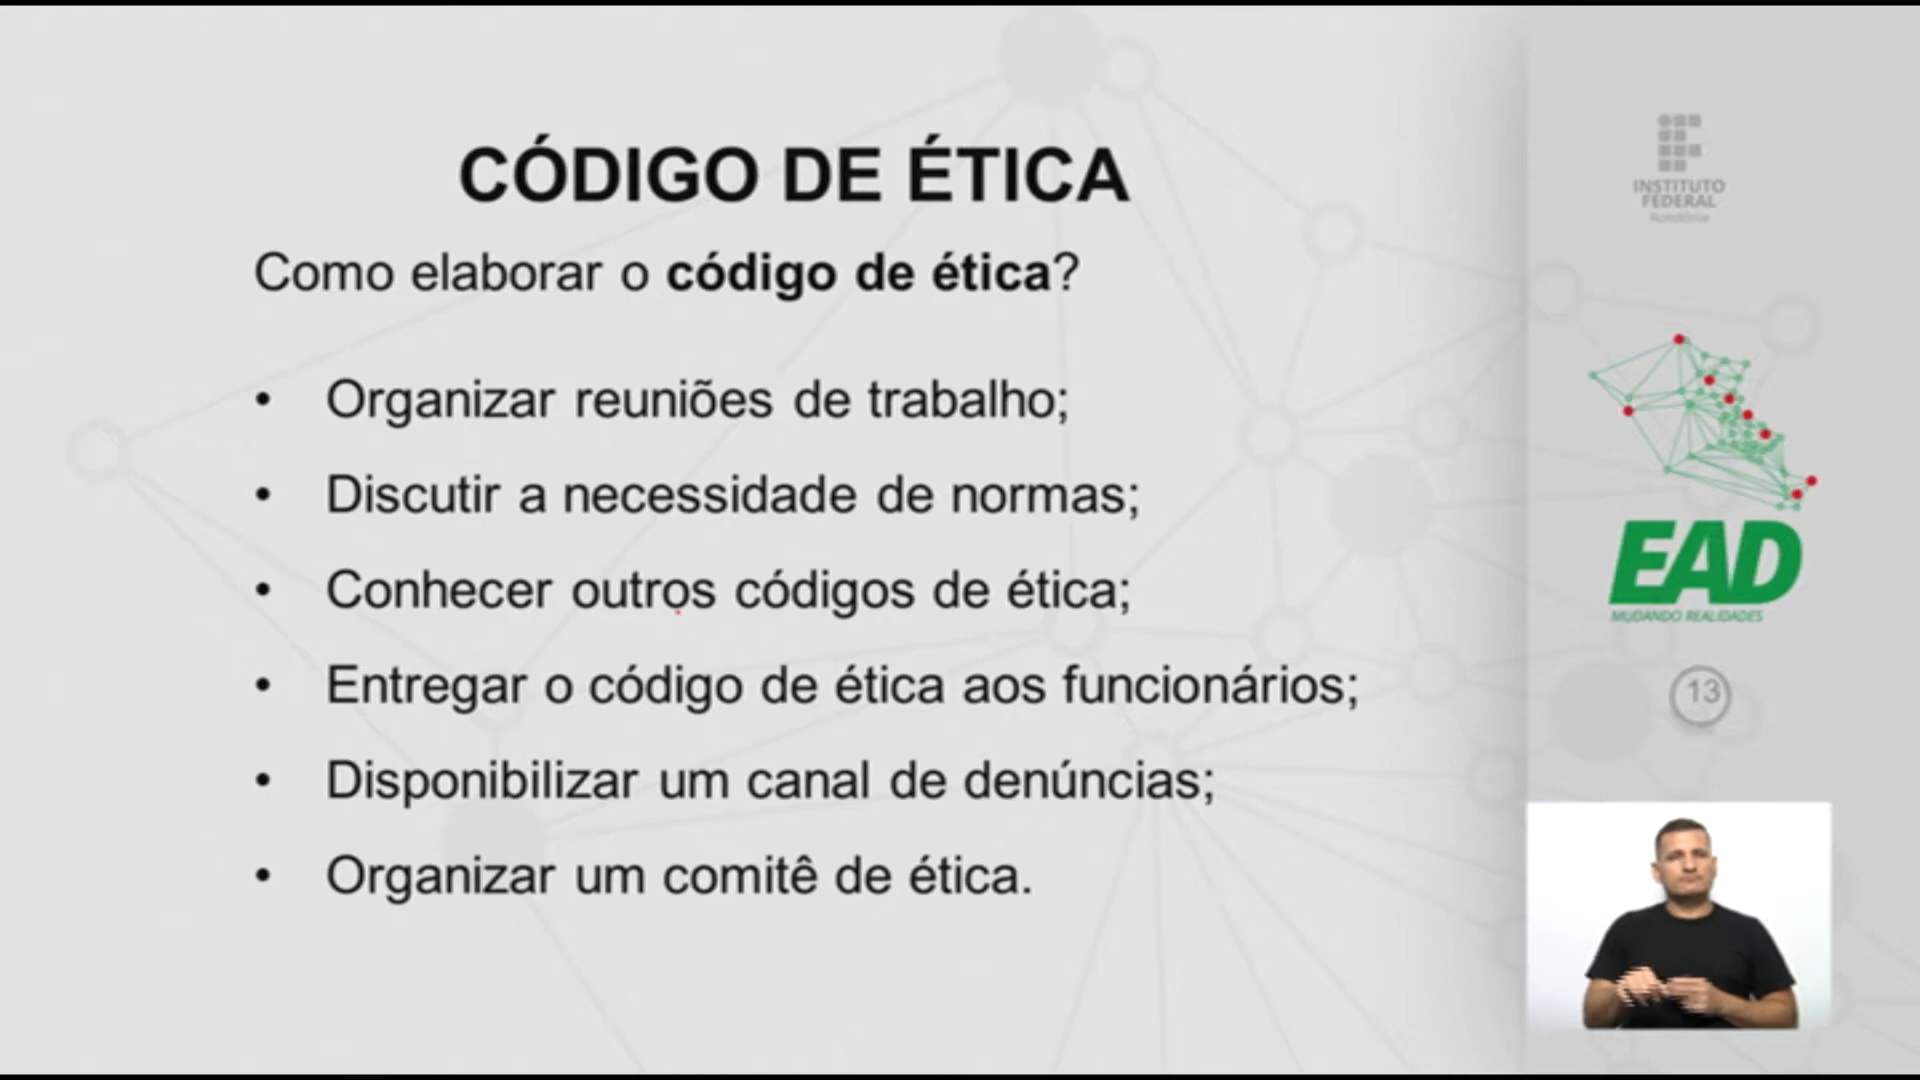 CÓDIGO DE ÉTICA
Como elaborar o código de ética?
• Organizar reuniões de trabalho;
• Discutir a necessidade de normas;
• Conhecer outros códigos de ética;
• Entregar o código de ética aos funcionários;
• Disponibilizar um canal de denúncias;
• Organizar um comitê de ética.
INSTITUTO
FEDERAL
Rondônia
EAD
MUDANDO REALIDADES
13